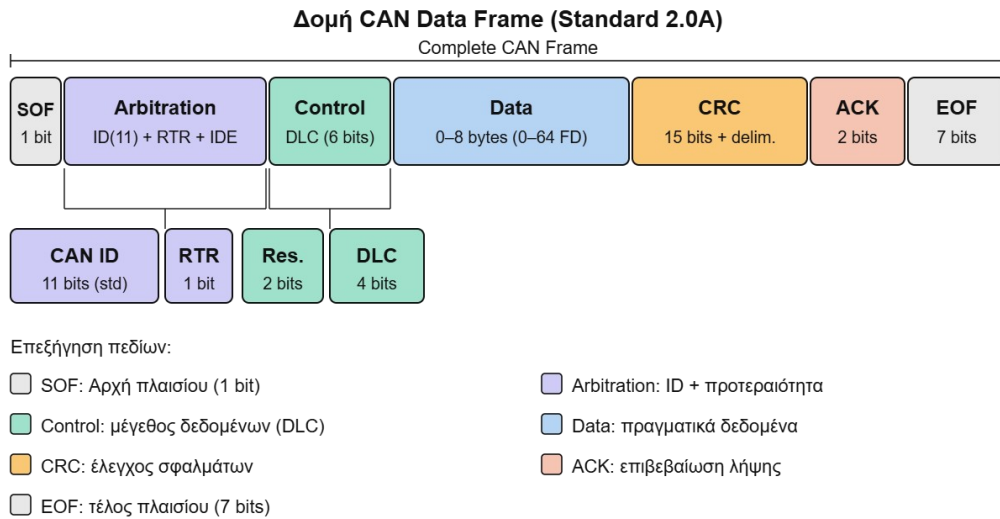 Δομή CAN Data Frame (Standard 2.0A)
Complete CAN Frame
SOF
1 bit
Arbitration
ID(11) + RTR + IDE
Control
DLC (6 bits)
Data
0–8 bytes (0–64 FD)
CRC
15 bits + delim.
ACK
2 bits
EOF
7 bits
CAN ID
11 bits (std)
RTR
1 bit
Res.
2 bits
DLC
4 bits
Επεξήγηση πεδίων:
SOF: Αρχή πλαισίου (1 bit)
Arbitration: ID + προτεραιότητα
Control: μέγεθος δεδομένων (DLC)
Data: πραγματικά δεδομένα
CRC: έλεγχος σφαλμάτων
ACK: επιβεβαίωση λήψης
EOF: τέλος πλαισίου (7 bits)